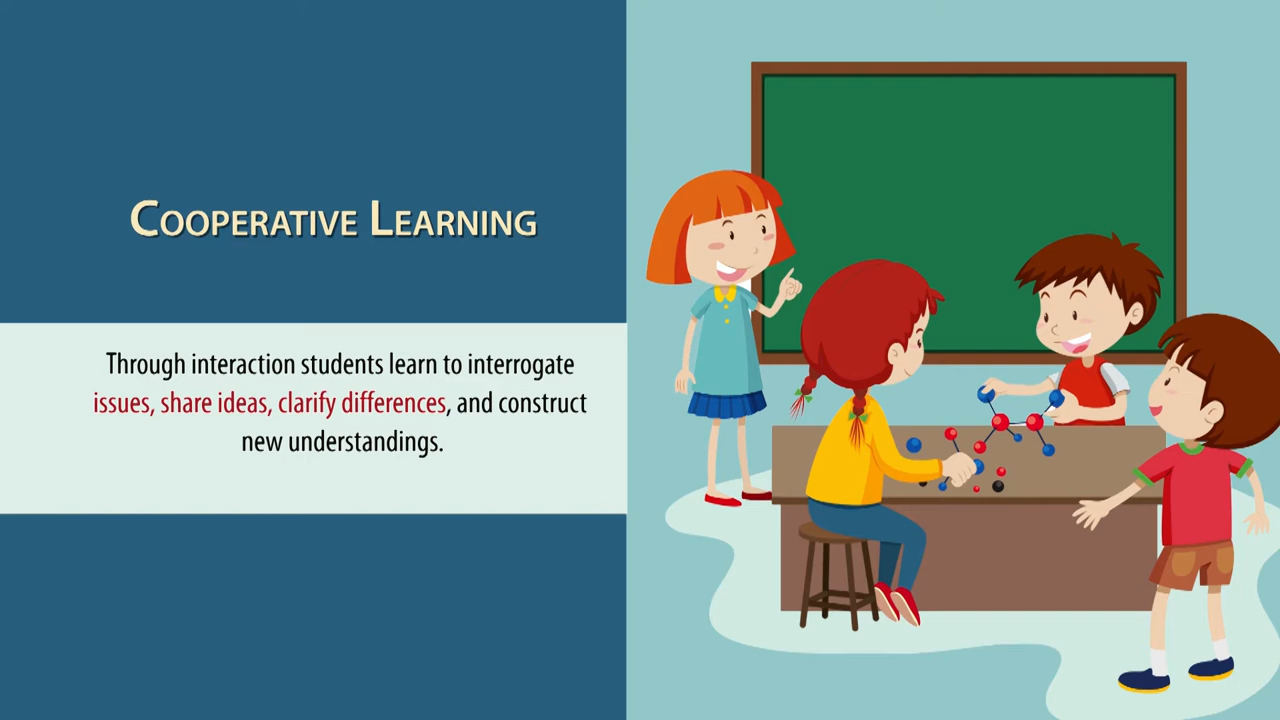 Cooperative Learning
Through interaction students learn to interrogate
issues, share ideas, clarify differences, and construct
new understandings.